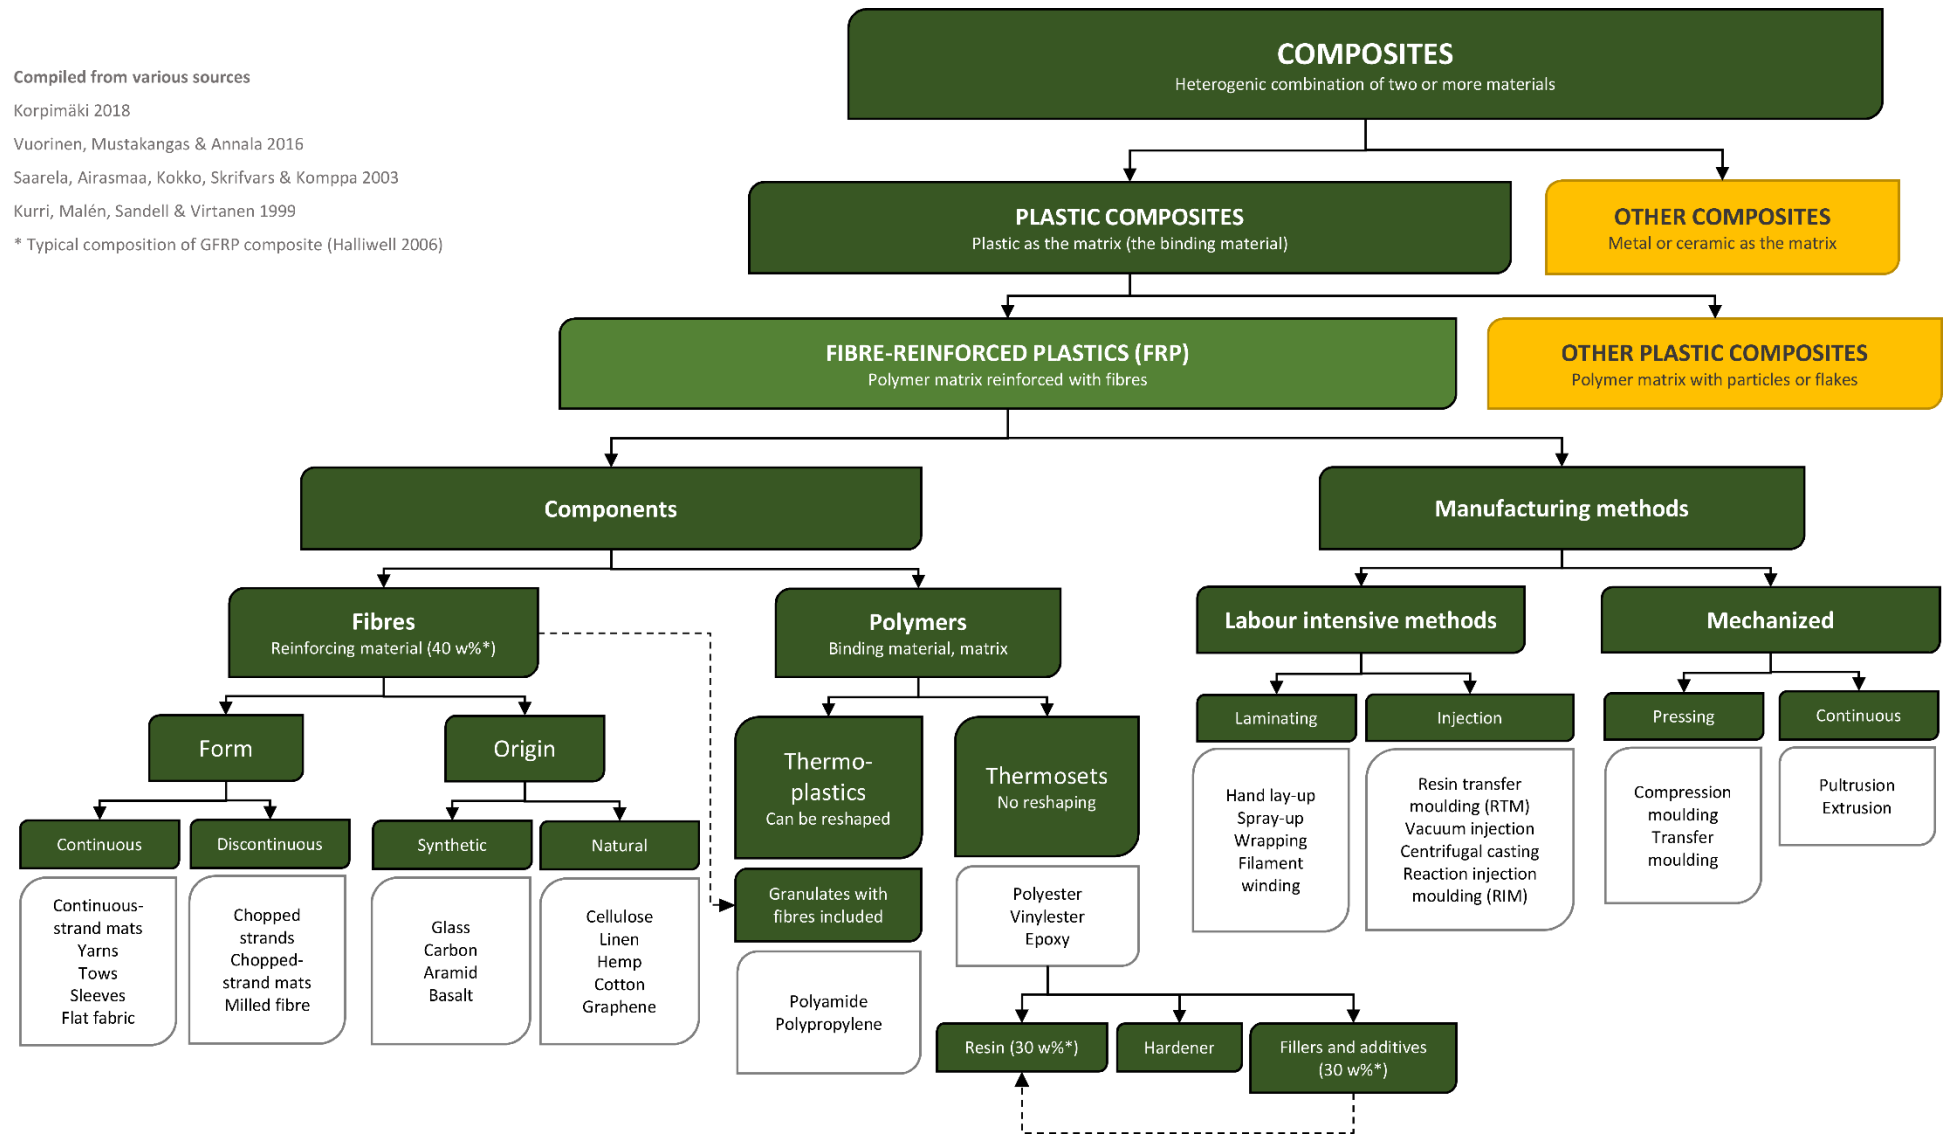 COMPOSITES
Heterogenic combination of two or more materials
Compiled from various sources
Korpimäki 2018
Vuorinen, Mustakangas & Annala 2016
Saarela, Airasmaa, Kokko, Skrifvars & Komppa 2003
Kurri, Malén, Sandell & Virtanen 1999
* Typical composition of GFRP composite (Halliwell 2006)
PLASTIC COMPOSITES
Plastic as the matrix (the binding material)
OTHER COMPOSITES
Metal or ceramic as the matrix
FIBRE-REINFORCED PLASTICS (FRP)
Polymer matrix reinforced with fibres
OTHER PLASTIC COMPOSITES
Polymer matrix with particles or flakes
Components
Manufacturing methods
Fibres
Reinforcing material (40 w%*)
Polymers
Binding material, matrix
Labour intensive methods
Mechanized
Form
Origin
Thermo-
plastics
Can be reshaped
Thermosets
No reshaping
Laminating
Injection
Pressing
Continuous
Continuous
Discontinuous
Synthetic
Natural
Continuous-
strand mats
Yarns
Tows
Sleeves
Flat fabric
Chopped
strands
Chopped-
strand mats
Milled fibre
Glass
Carbon
Aramid
Basalt
Cellulose
Linen
Hemp
Cotton
Graphene
Granulates with
fibres included
Polyamide
Polypropylene
Polyester
Vinylester
Epoxy
Resin (30 w%*)
Hardener
Fillers and additives
(30 w%*)
Hand lay-up
Spray-up
Wrapping
Filament
winding
Resin transfer
moulding (RTM)
Vacuum injection
Centrifugal casting
Reaction injection
moulding (RIM)
Compression
moulding
Transfer
moulding
Pultrusion
Extrusion